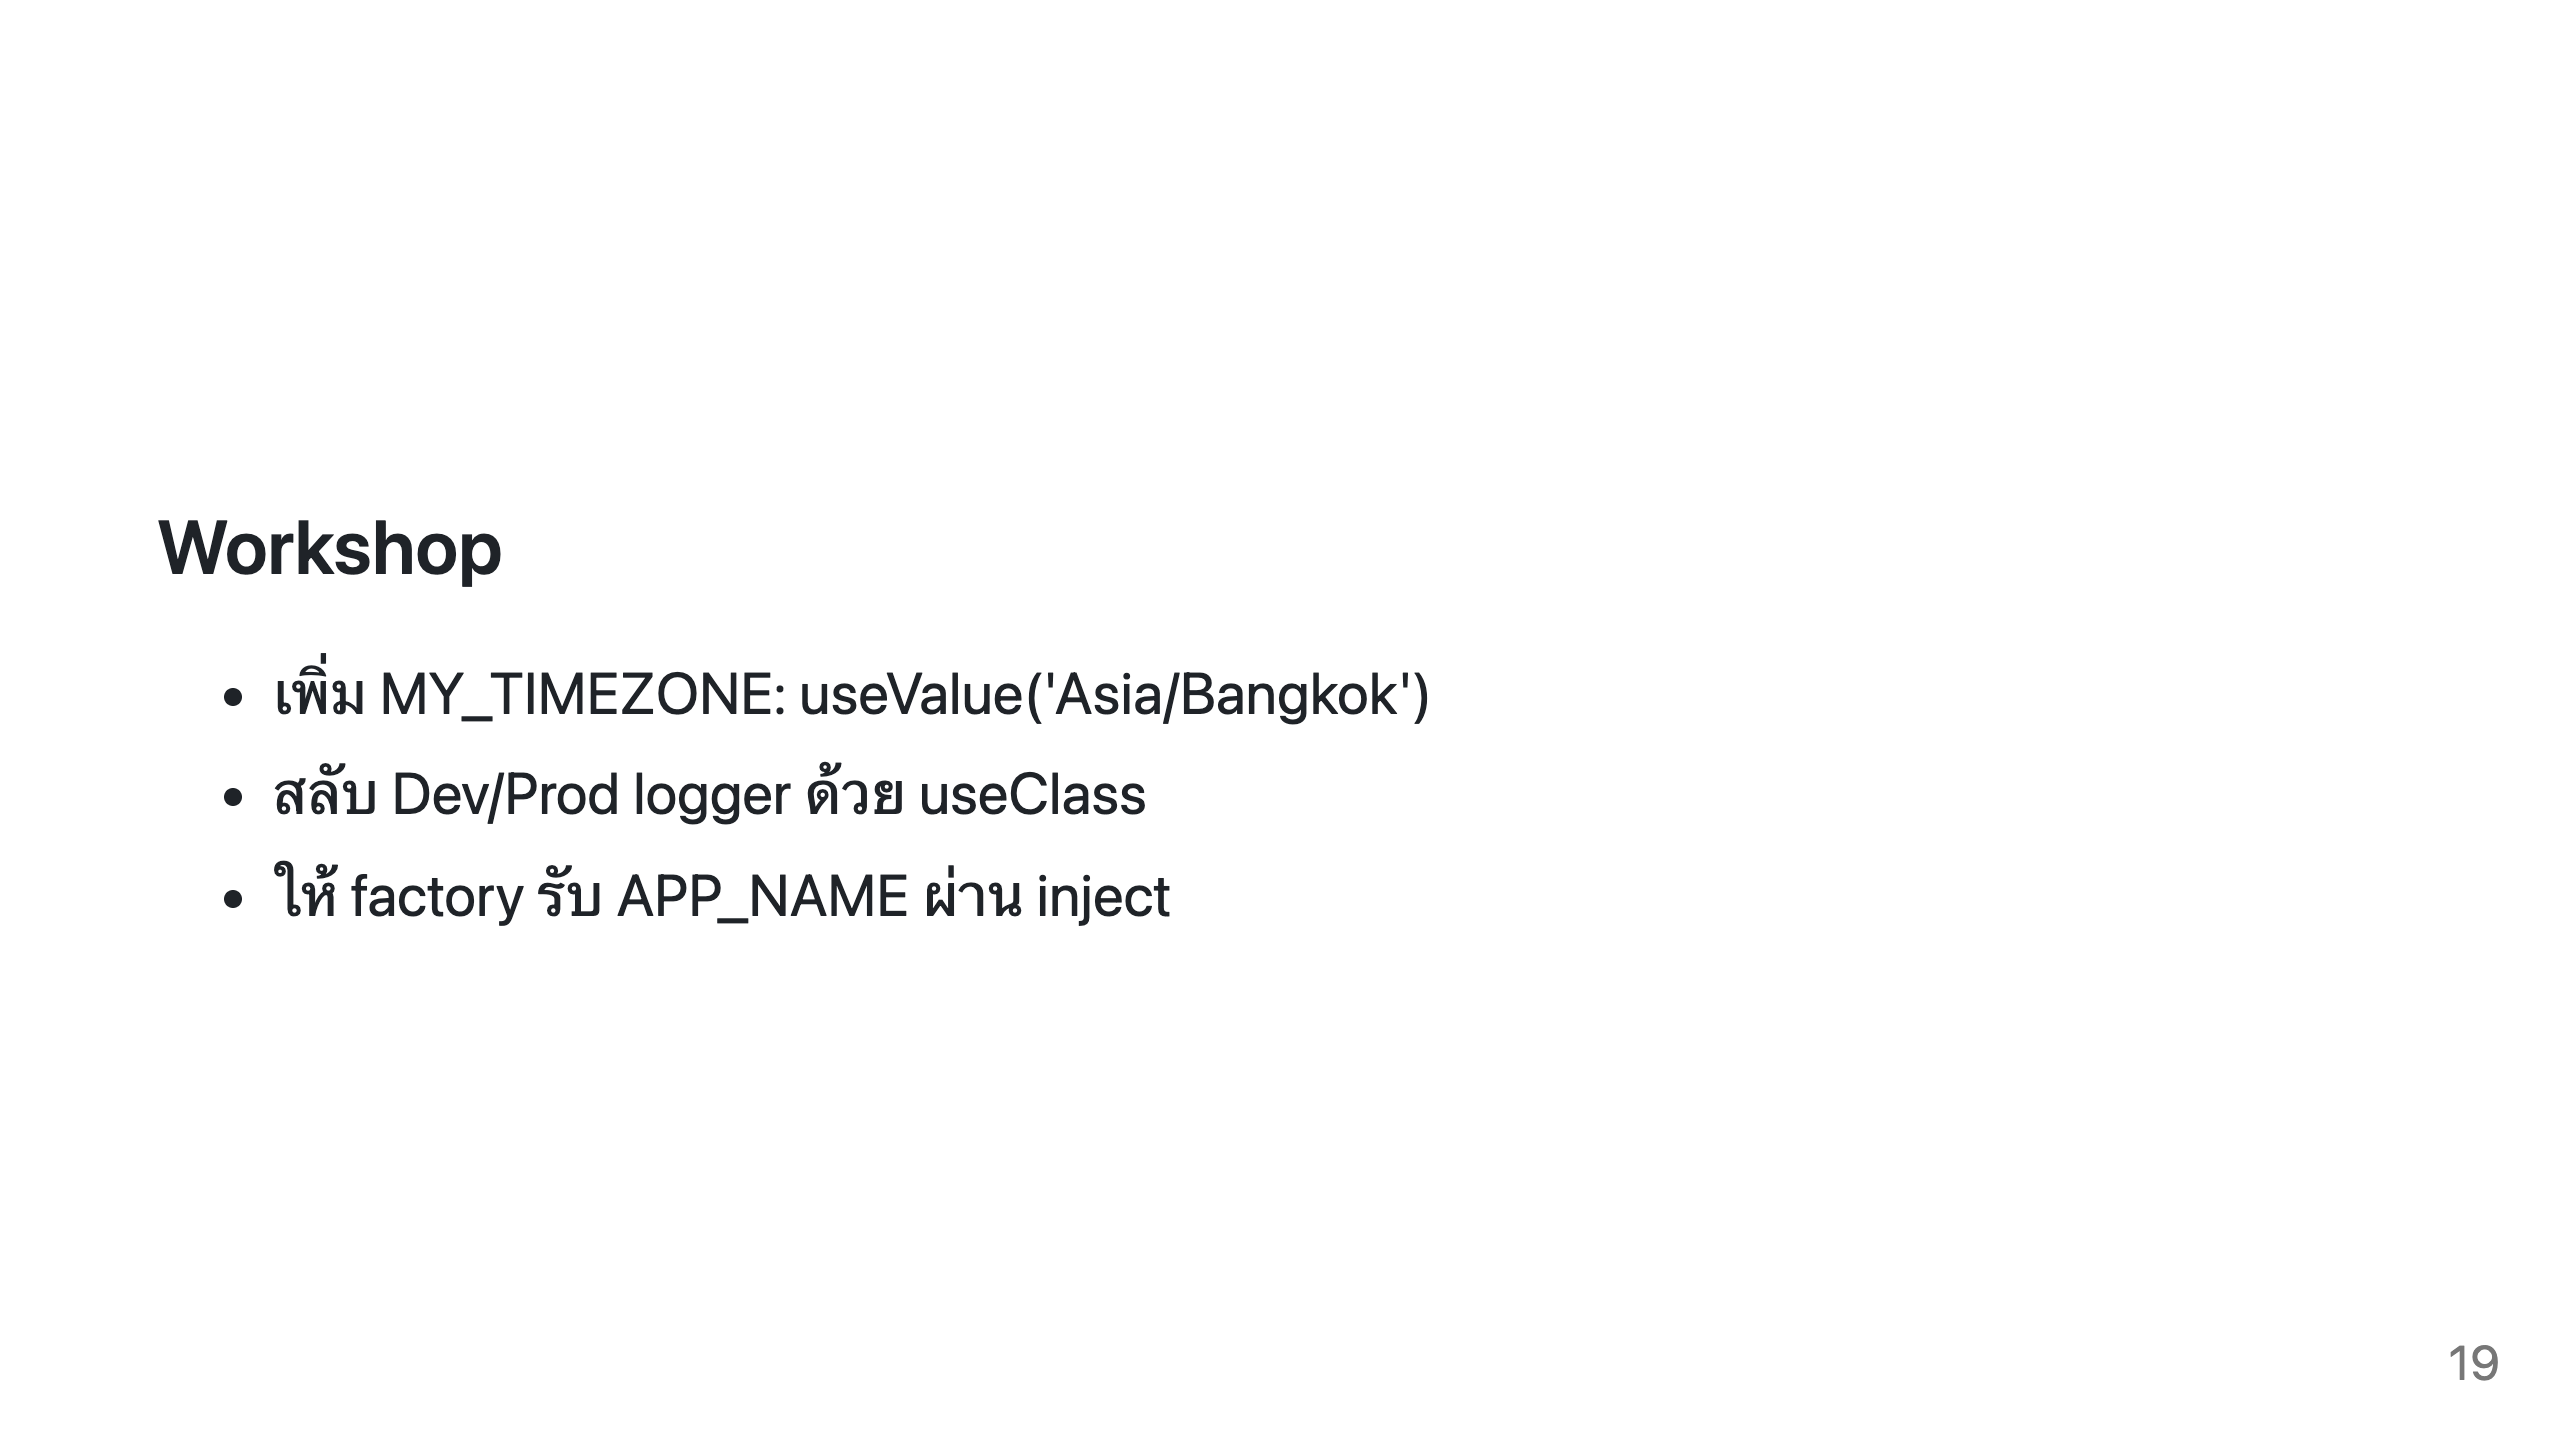 Workshop
• เพิ่ม MY_TIMEZONE: useValue('Asia/Bangkok')
• สลับ Dev/Prod logger ด้วย useClass
• ให้ factory รับ APP_NAME ผ่าน inject
19